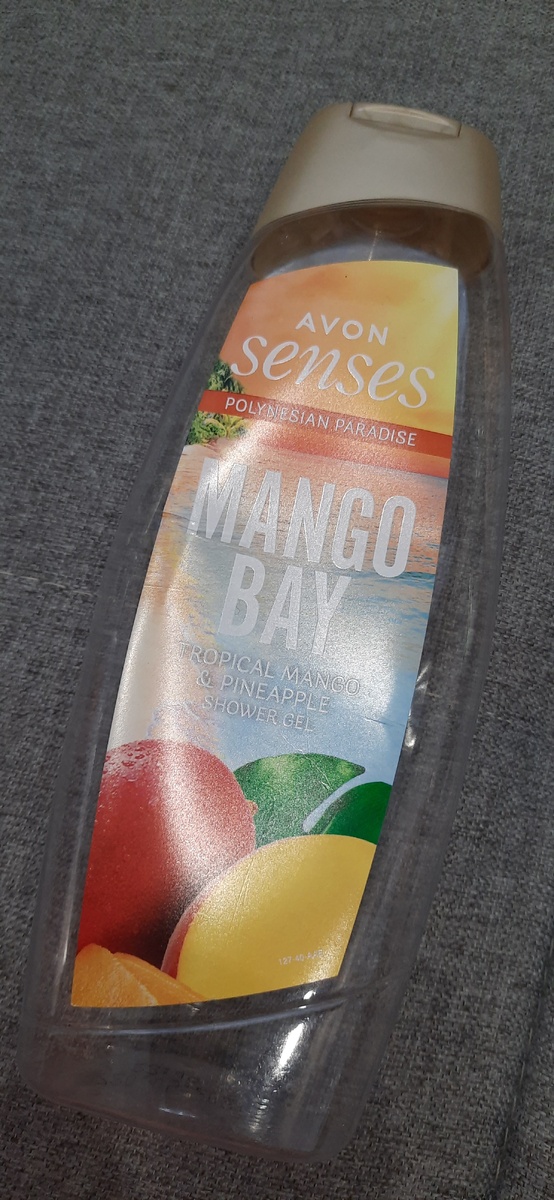 AVON
senses
POLYNESIAN PARADISE
MANGO
BAY
TROPICAL MANGO
& PINEAPPLE
SHOWER GEL